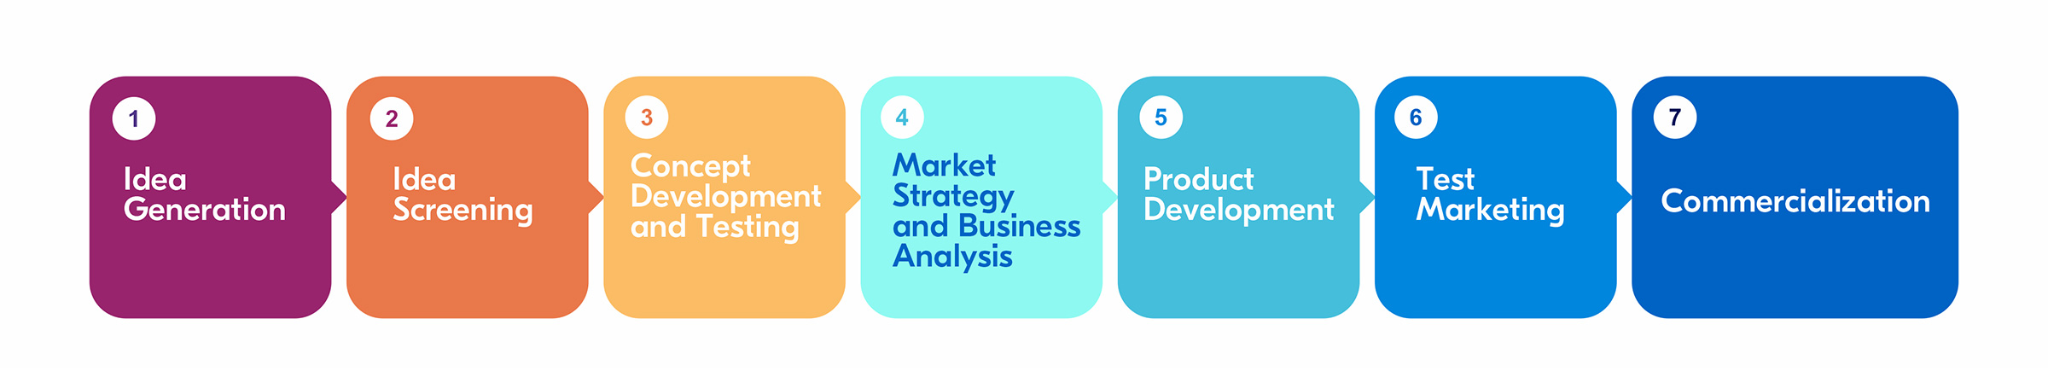 1
Idea
Generation
2
Idea
Screening
3
Concept
Development
and Testing
4
Market
Strategy
and Business
Analysis
5
Product
Development
6
Test
Marketing
7
Commercialization